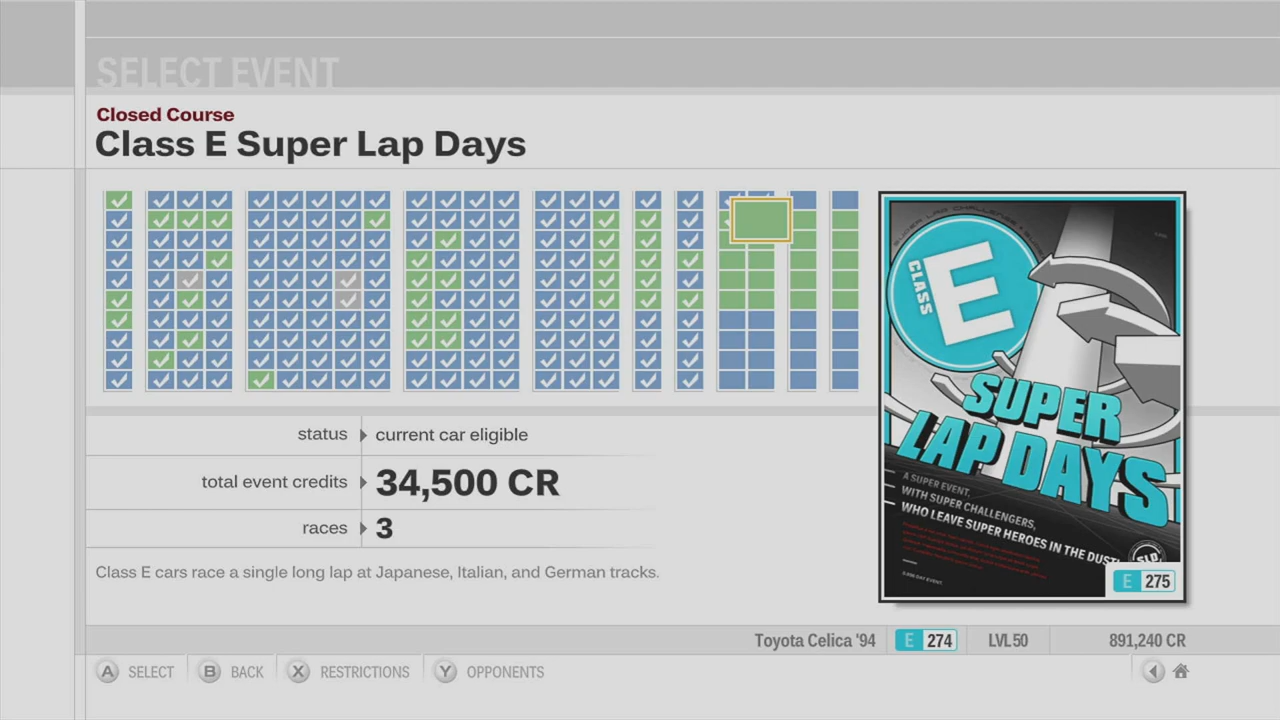 SELECT EVENT
Closed Course
Class E Super Lap Days
status current car eligible
total event credits 34,500 CR
races 3
Class E cars race a single long lap at Japanese, Italian, and German tracks.
E
CLASS
SUPER
LAP DAYS
A SUPER EVENT,
WITH SUPER CHALLENGERS,
WHO LEAVE SUPER HEROES IN THE DUST!
SLD
E 275
Toyota Celica '94 E 274 LVL50 891,240 CR
A SELECT B BACK X RESTRICTIONS Y OPPONENTS